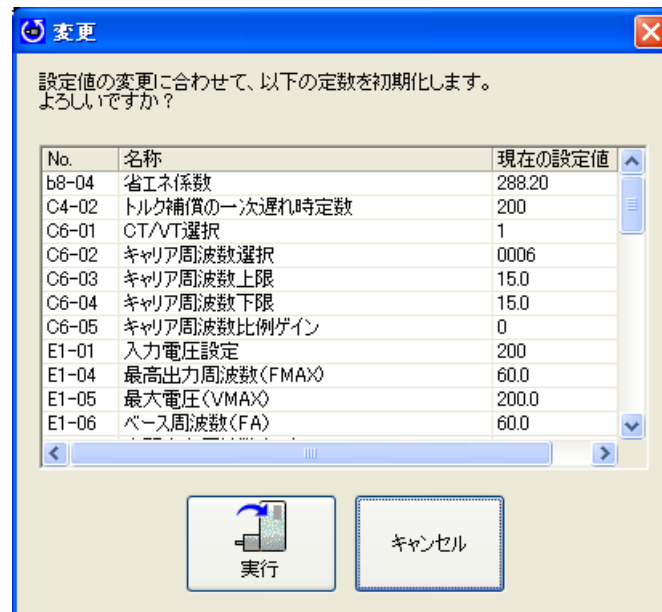 変更
設定値の変更に合わせて、以下の定数を初期化します。
よろしいですか？
No. 名称 現在の設定値
b8-04 省エネ係数 288.20
C4-02 トルク補償の一次遅れ時定数 200
C6-01 CT/VT選択 1
C6-02 キャリア周波数選択 0006
C6-03 キャリア周波数上限 15.0
C6-04 キャリア周波数下限 15.0
C6-05 キャリア周波数比例ゲイン 0
E1-01 入力電圧設定 200
E1-04 最高出力周波数(FMAX) 60.0
E1-05 最大電圧(VMAX) 200.0
E1-06 ベース周波数(FA) 60.0
実行 キャンセル